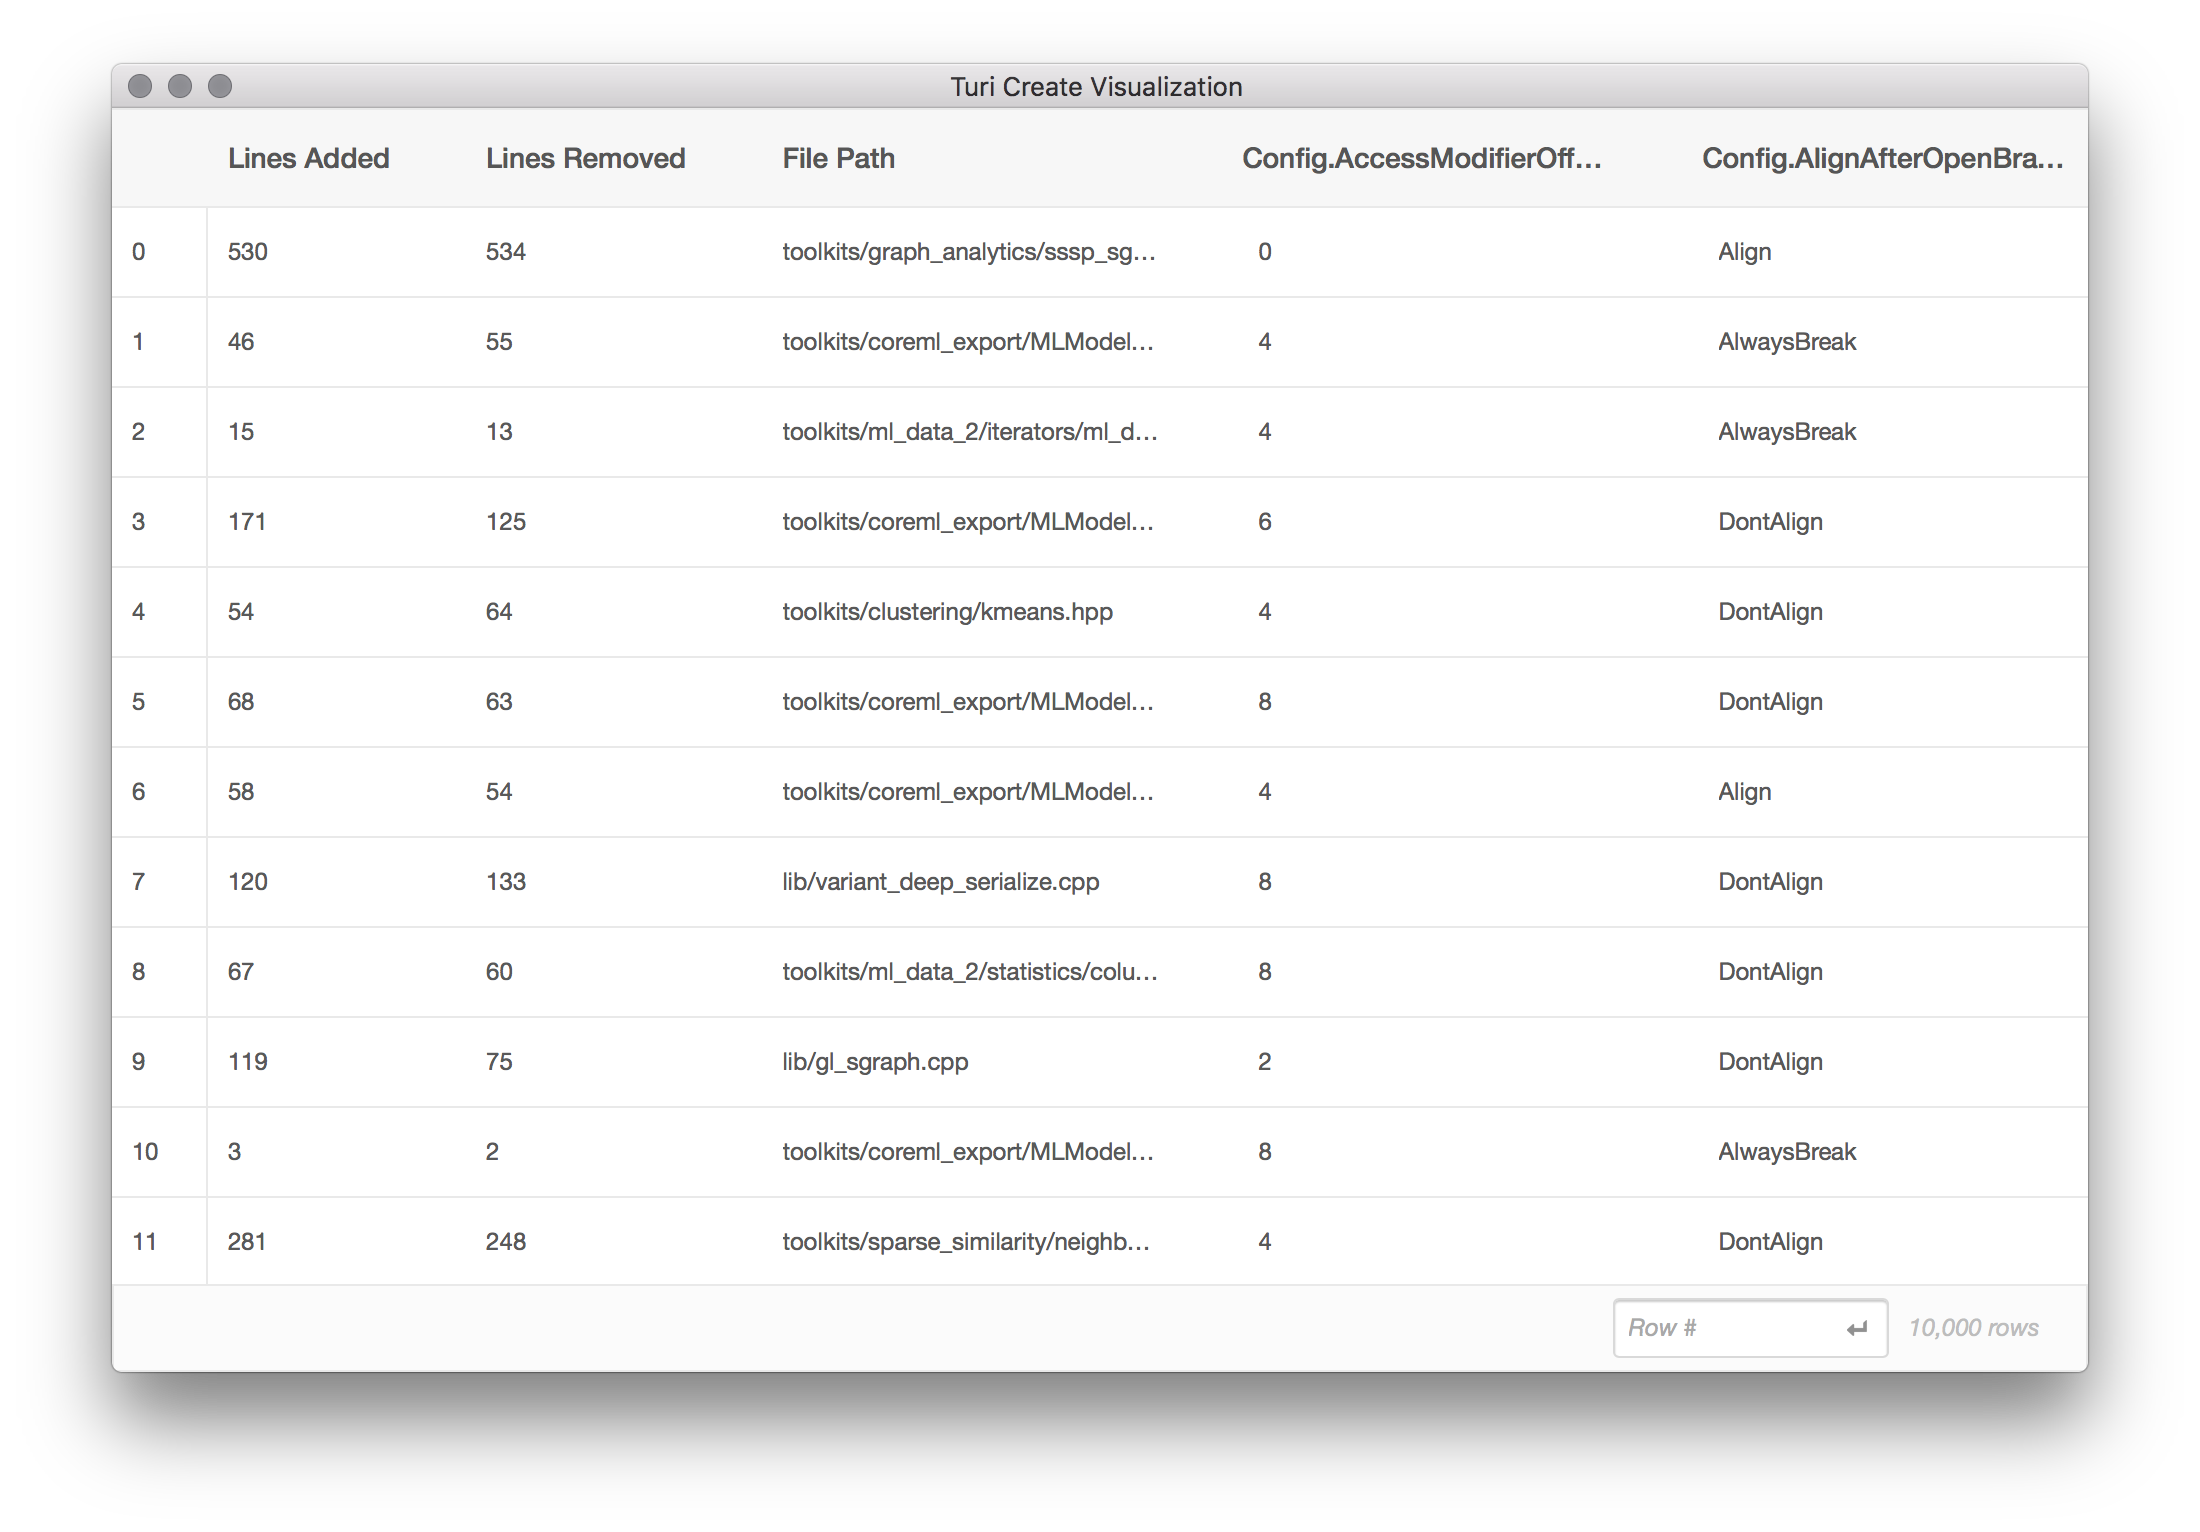 Turi Create Visualization
Lines Added Lines Removed File Path Config.AccessModifierOff... Config.AlignAfterOpenBra...
0 530 534 toolkits/graph_analytics/sssp_sg... 0 Align
1 46 55 toolkits/coreml_export/MLModel... 4 AlwaysBreak
2 15 13 toolkits/ml_data_2/iterators/ml_d... 4 AlwaysBreak
3 171 125 toolkits/coreml_export/MLModel... 6 DontAlign
4 54 64 toolkits/clustering/kmeans.hpp 4 DontAlign
5 68 63 toolkits/coreml_export/MLModel... 8 DontAlign
6 58 54 toolkits/coreml_export/MLModel... 4 Align
7 120 133 lib/variant_deep_serialize.cpp 8 DontAlign
8 67 60 toolkits/ml_data_2/statistics/colu... 8 DontAlign
9 119 75 lib/gl_sgraph.cpp 2 DontAlign
10 3 2 toolkits/coreml_export/MLModel... 8 AlwaysBreak
11 281 248 toolkits/sparse_similarity/neighb... 4 DontAlign
Row # 10,000 rows